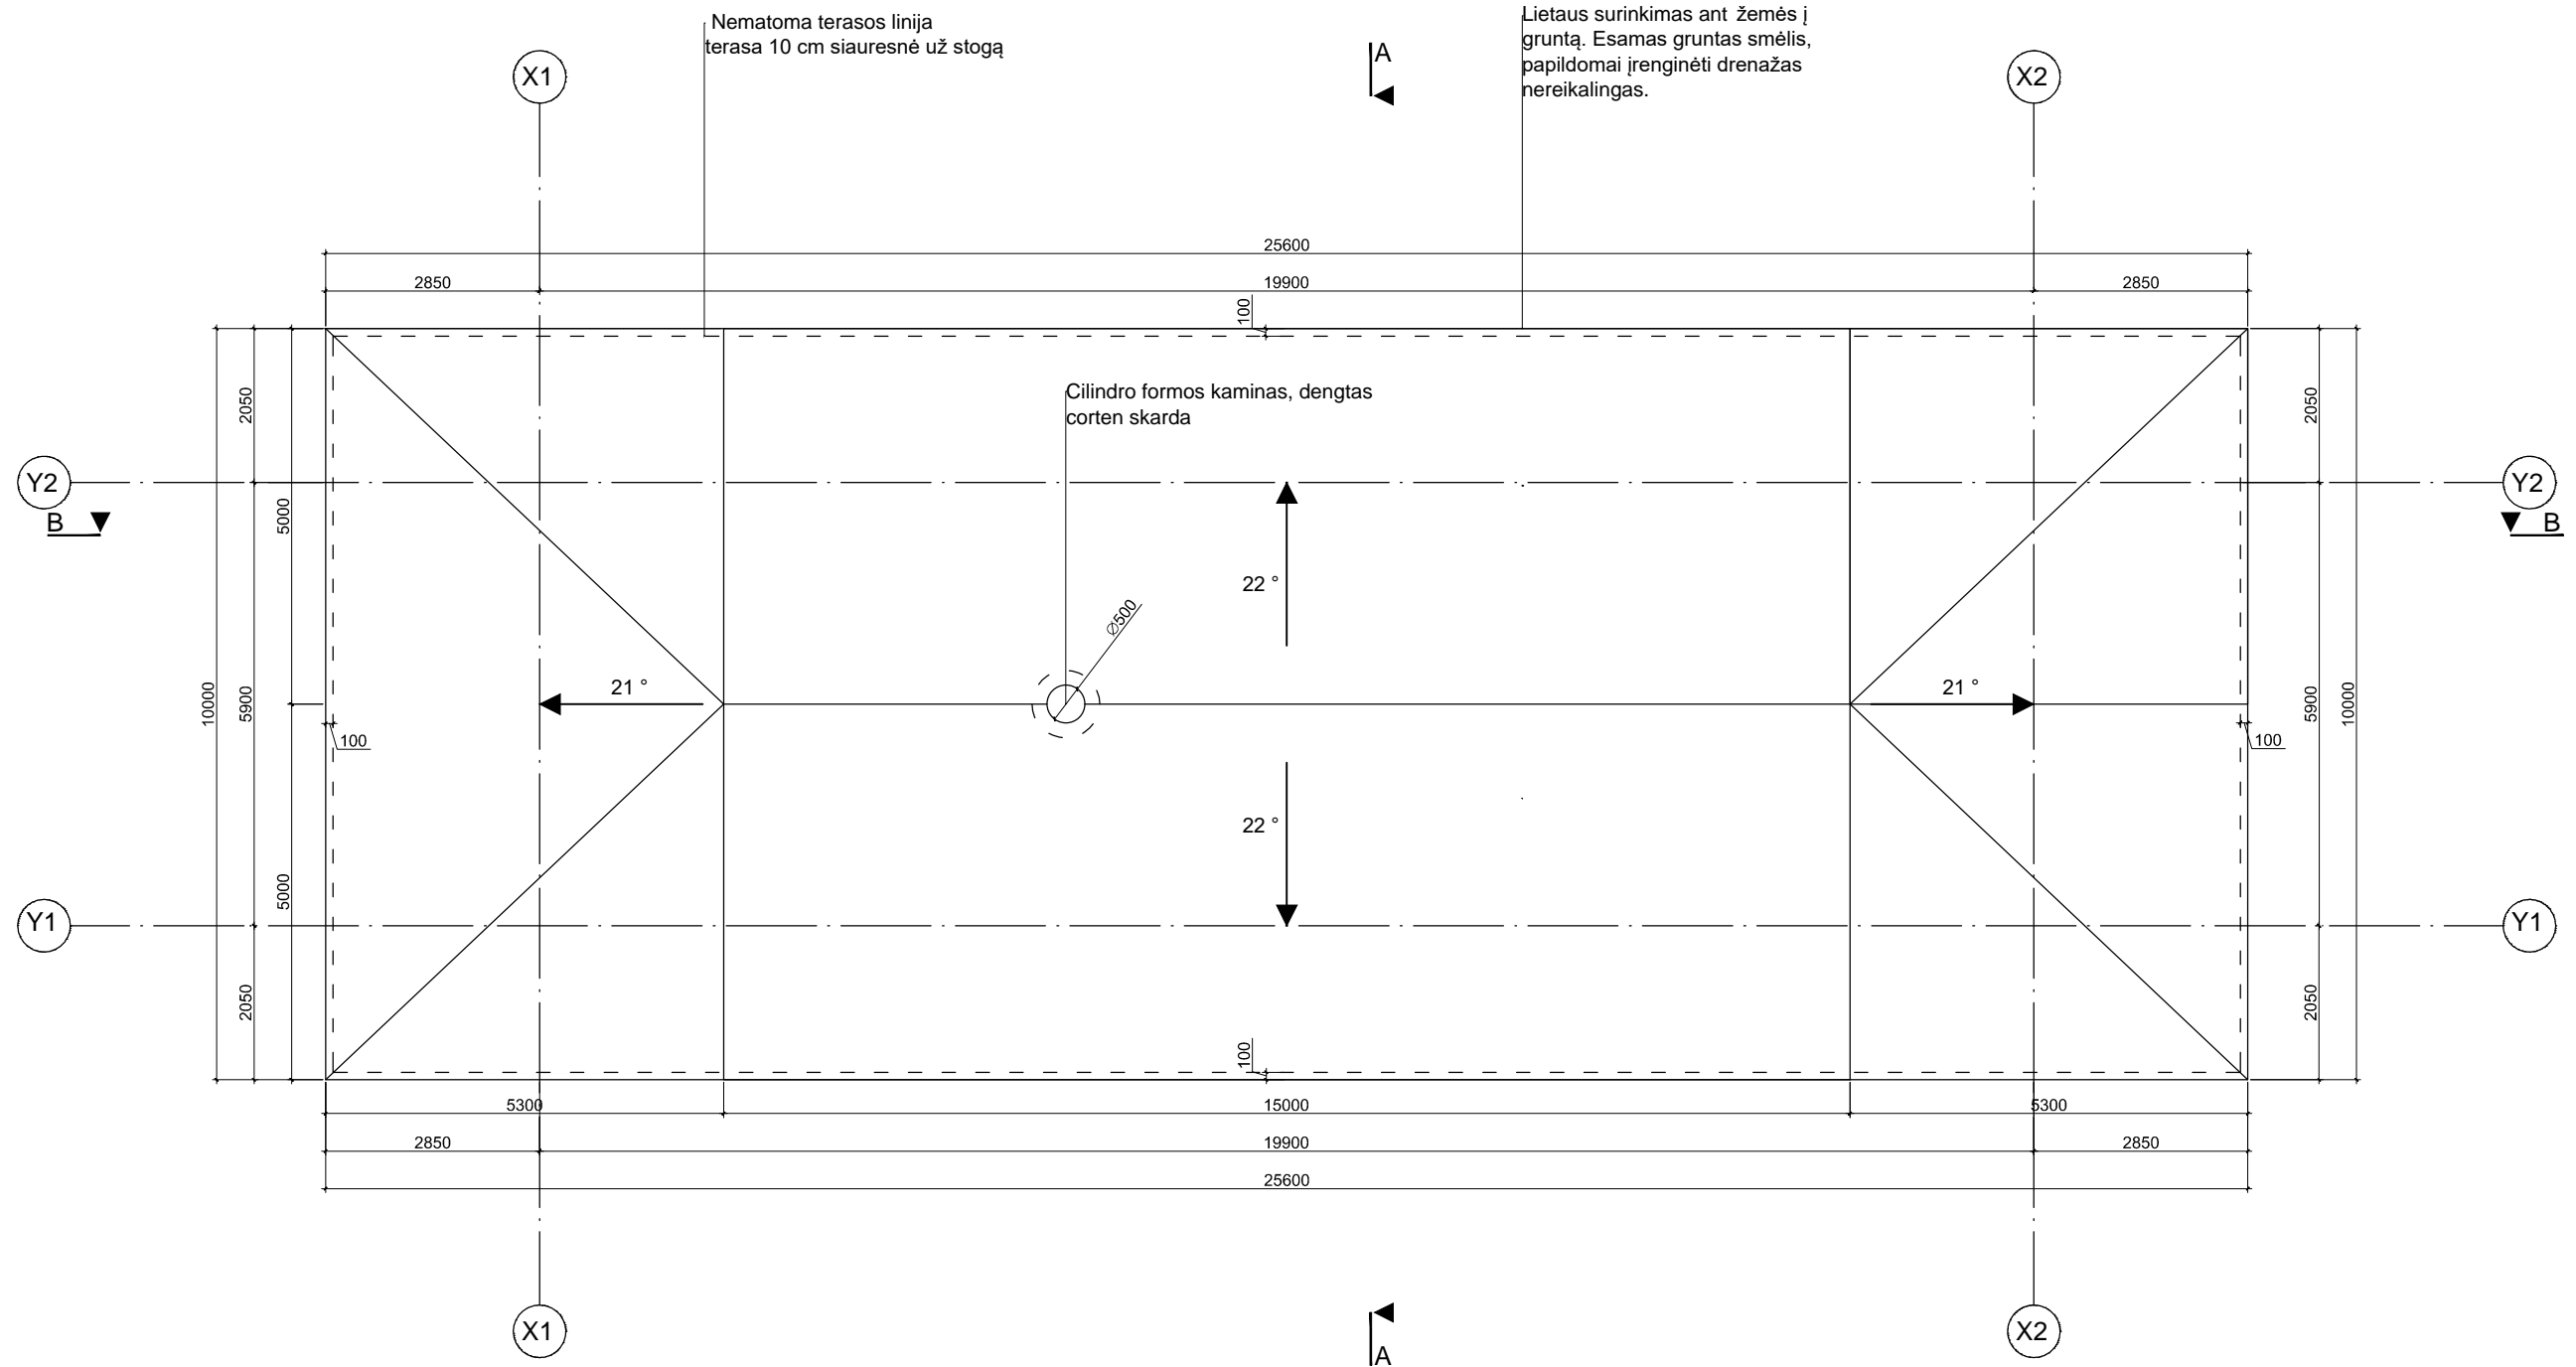 Nematoma terasos linija
terasa 10 cm siauresnė už stogą
Lietaus surinkimas ant žemės į
gruntą. Esamas gruntas smėlis,
papildomai įrenginėti drenažas
nereikalingas.
A
X1
X2
25600
2850
19900
2850
100
Cilindro formos kaminas, dengtas
corten skarda
2050
2050
Y2
Y2
B
B
5000
22 °
∅500
21 °
21 °
10000
5900
5900
10000
100
100
22 °
5000
Y1
Y1
2050
2050
100
5300
15000
5300
2850
19900
2850
25600
X1
X2
A